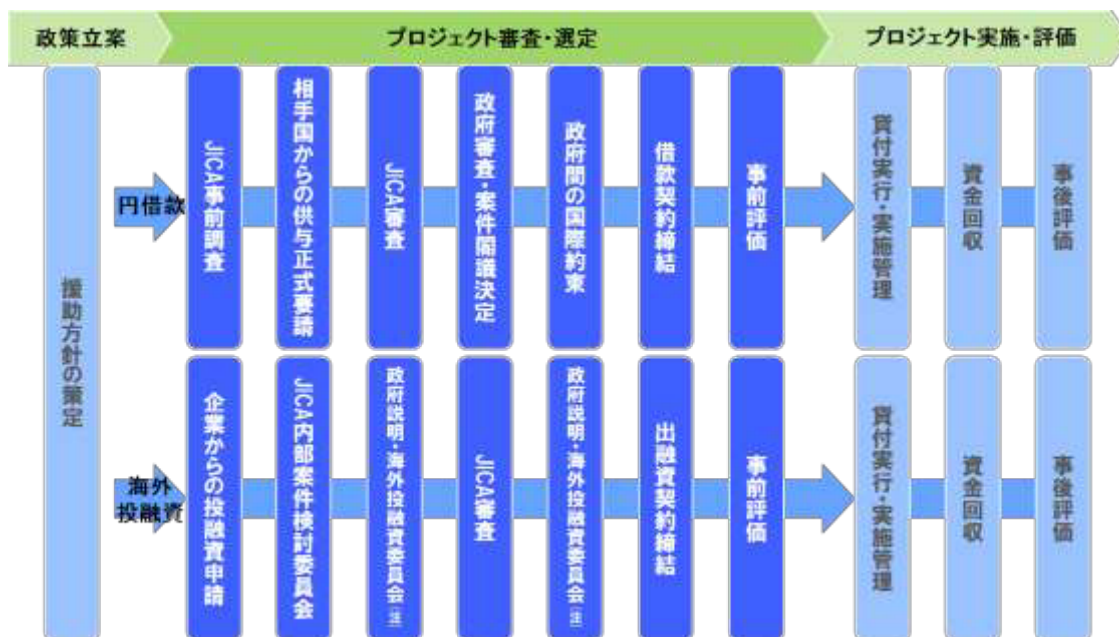 政策立案
プロジェクト審査・選定
プロジェクト実施・評価
援助方針の策定
円借款
JICA事前調査
相手国からの供与正式要請
JICA審査
政府審査・案件閣議決定
政府間の国際約束
借款契約締結
事前評価
貸付実行・実施管理
資金回収
事後評価
海外
投融資
企業からの投融資申請
JICA内部案件検討委員会
政府説明・海外投融資委員会(注)
JICA審査
政府説明・海外投融資委員会(注)
出融資契約締結
事前評価
貸付実行・実施管理
資金回収
事後評価